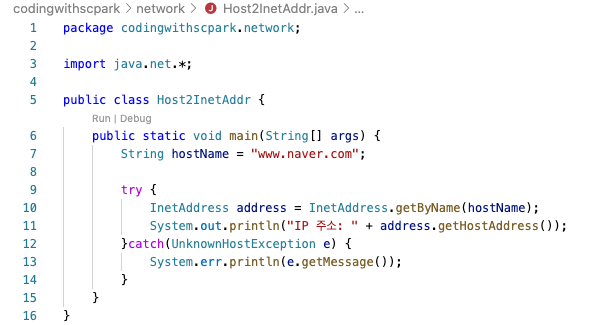 codingwithscpark > network > J Host2InetAddr.java > ...
1 package codingwithscpark.network;
2
3 import java.net.*;
4
5 public class Host2InetAddr {
Run | Debug
6 public static void main(String[] args) {
7 String hostName = "www.naver.com";
8
9 try {
10 InetAddress address = InetAddress.getByName(hostName);
11 System.out.println("IP 주소: " + address.getHostAddress());
12 }catch(UnknownHostException e) {
13 System.err.println(e.getMessage());
14 }
15 }
16 }